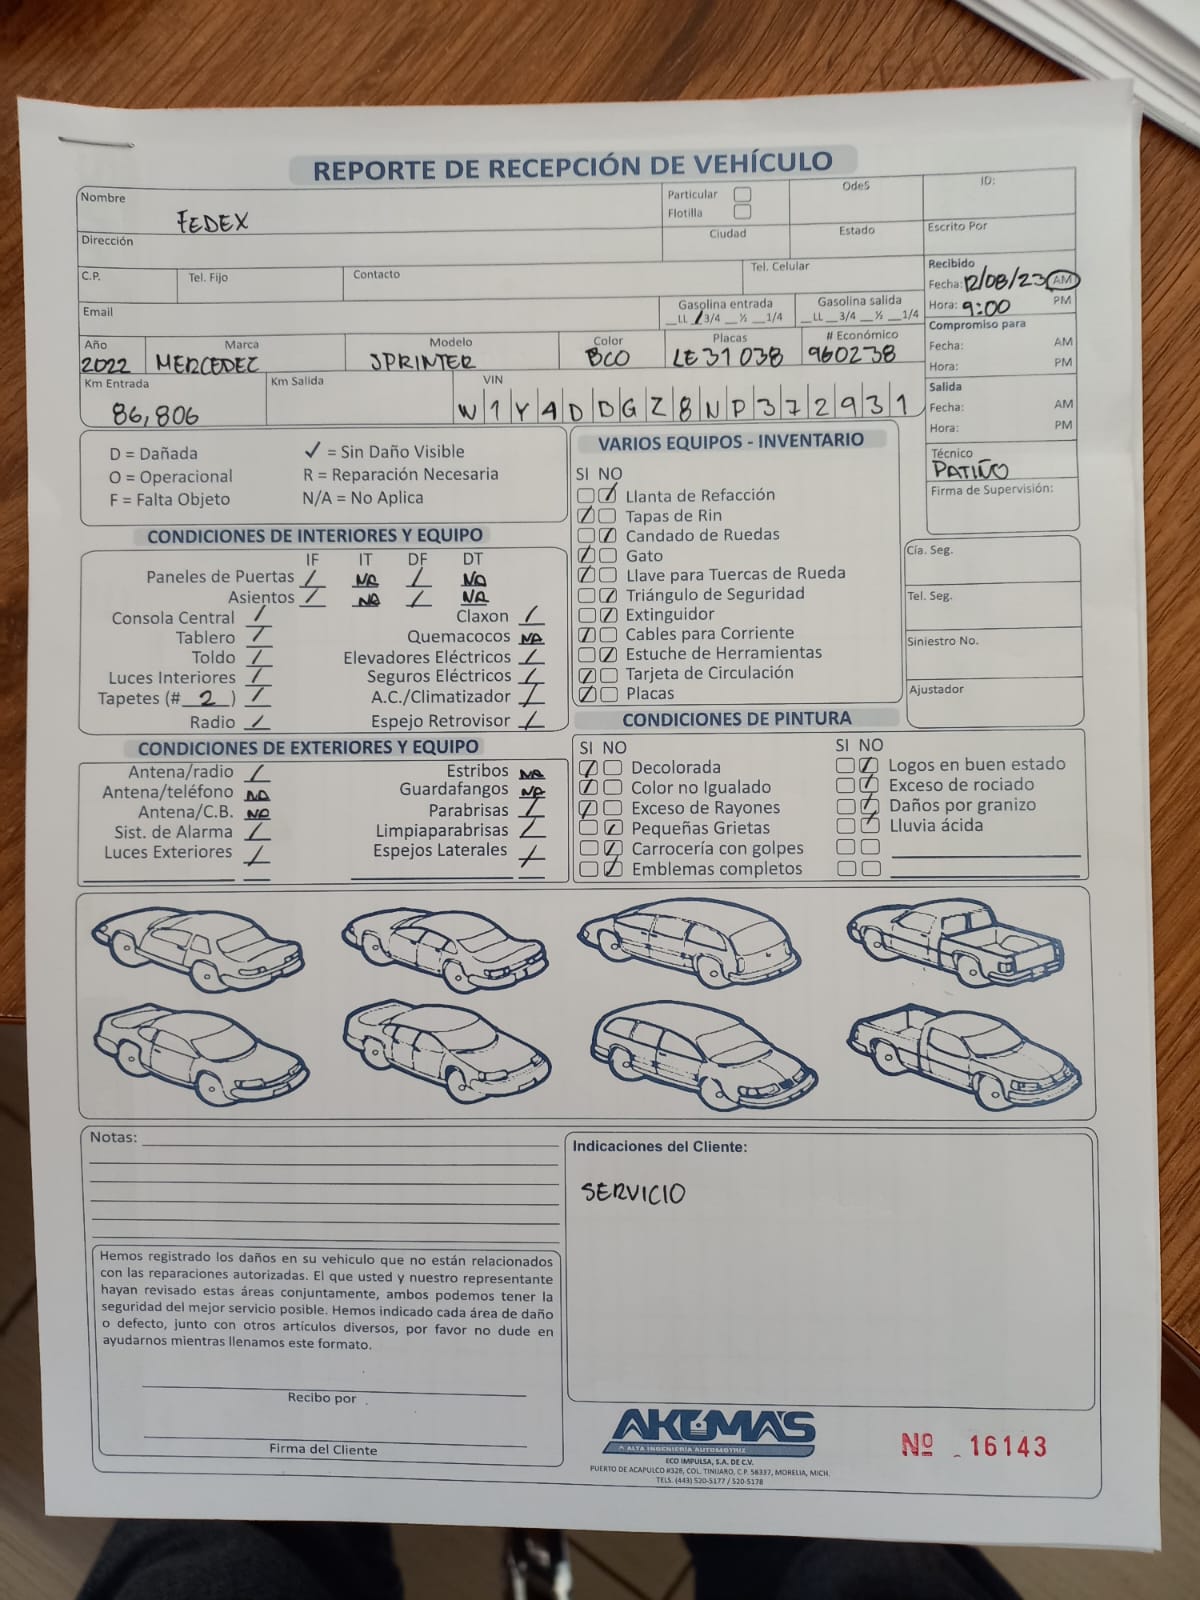 REPORTE DE RECEPCIÓN DE VEHÍCULO
Nombre FEDEX
Particular
Flotilla
OdeS
ID:
Dirección
Ciudad
Estado
Escrito Por
C.P.
Tel. Fijo
Contacto
Tel. Celular
Recibido
Fecha: 12/08/23 AM
Hora: 9:00 PM
Email
Gasolina entrada
__LL /3/4 __½ __1/4
Gasolina salida
__LL __3/4 __½ __1/4
Compromiso para
Fecha: AM
Hora: PM
Año 2022
Marca MERCEDEZ
Modelo SPRINTER
Color BCO
Placas LE31038
# Económico 960238
Km Entrada 86,806
Km Salida
VIN W1Y4DDGZ8NP372931
Salida
Fecha: AM
Hora: PM
Técnico
PATIÑO
Firma de Supervisión:
D = Dañada
O = Operacional
F = Falta Objeto
✓ = Sin Daño Visible
R = Reparación Necesaria
N/A = No Aplica
CONDICIONES DE INTERIORES Y EQUIPO
IF IT DF DT
Paneles de Puertas / NA / NA
Asientos / NA / NA
Consola Central /
Tablero /
Toldo /
Luces Interiores /
Tapetes (# 2 ) /
Radio /
Claxon /
Quemacocos NA
Elevadores Eléctricos /
Seguros Eléctricos /
A.C./Climatizador /
Espejo Retrovisor /
VARIOS EQUIPOS - INVENTARIO
SI NO
Llanta de Refacción
Tapas de Rin
Candado de Ruedas
Gato
Llave para Tuercas de Rueda
Triángulo de Seguridad
Extinguidor
Cables para Corriente
Estuche de Herramientas
Tarjeta de Circulación
Placas
Cía. Seg.
Tel. Seg.
Siniestro No.
Ajustador
CONDICIONES DE EXTERIORES Y EQUIPO
Antena/radio /
Antena/teléfono NA
Antena/C.B. NA
Sist. de Alarma /
Luces Exteriores /
Estribos NA
Guardafangos NA
Parabrisas /
Limpiaparabrisas /
Espejos Laterales /
CONDICIONES DE PINTURA
SI NO
Decolorada
Color no Igualado
Exceso de Rayones
Pequeñas Grietas
Carrocería con golpes
Emblemas completos
SI NO
Logos en buen estado
Exceso de rociado
Daños por granizo
Lluvia ácida
Notas:
Indicaciones del Cliente:
SERVICIO
Hemos registrado los daños en su vehiculo que no están relacionados
con las reparaciones autorizadas. El que usted y nuestro representante
hayan revisado estas áreas conjuntamente, ambos podemos tener la
seguridad del mejor servicio posible. Hemos indicado cada área de daño
o defecto, junto con otros artículos diversos, por favor no dude en
ayudarnos mientras llenamos este formato.
Recibo por
Firma del Cliente
AKTMA'S
ALTA INGENIERÍA AUTOMOTRIZ
ECO IMPULSA, S.A. DE C.V.
PUERTO DE ACAPULCO #328, COL. TINIJARO, C.P. 58337, MORELIA, MICH.
TELS. (443) 520-5177 / 520-5178
Nº 16143